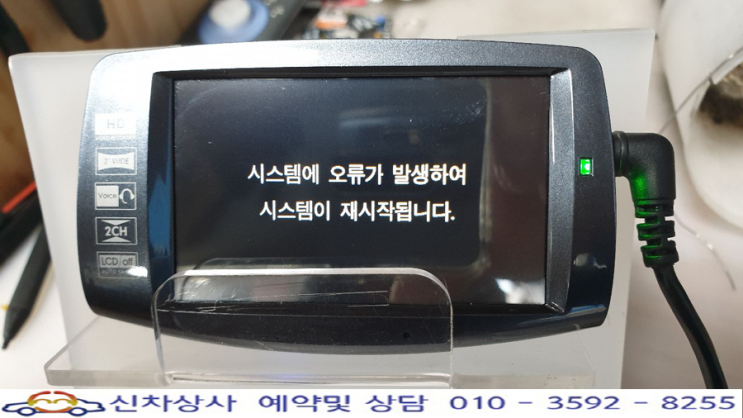 HD
시스템에 오류가 발생하여
시스템이 재시작됩니다.
Voice
2CH
LCD off
신차상사 예약및 상담 010 - 3592 - 8255